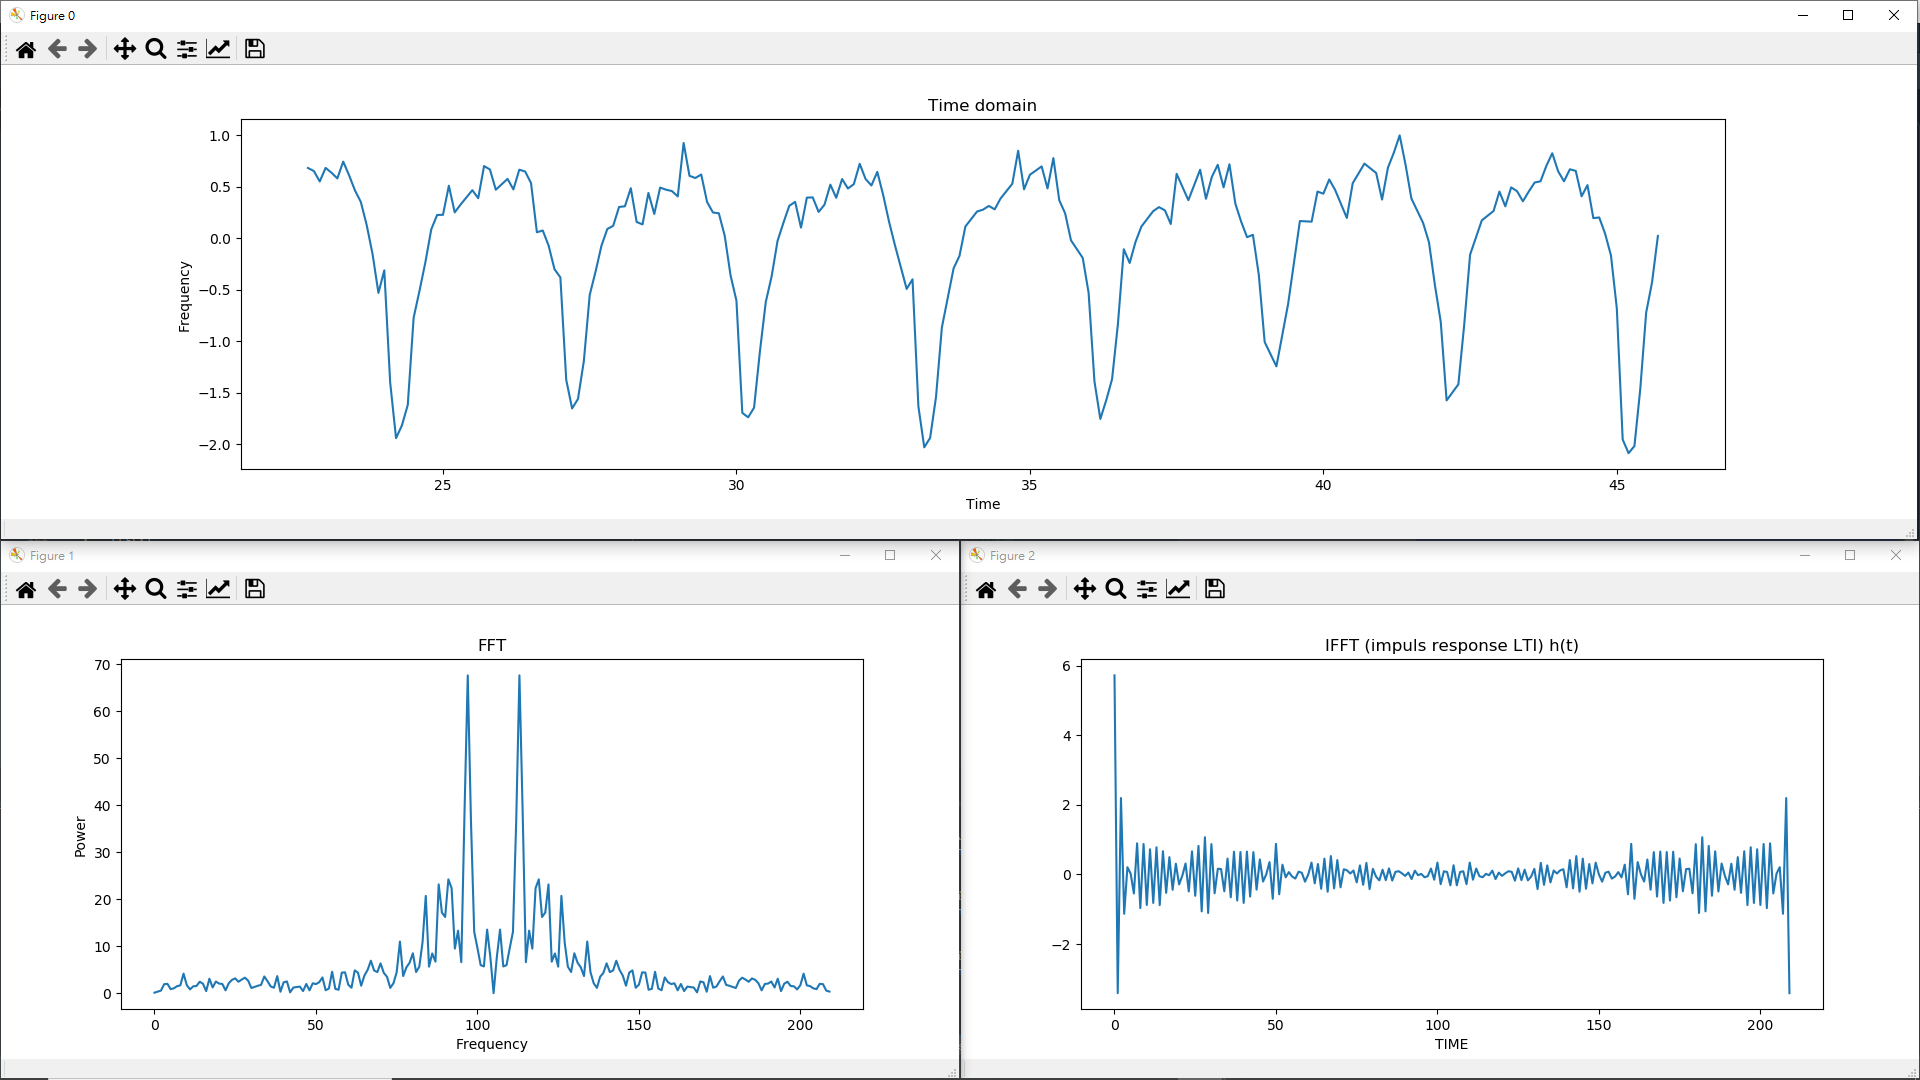 Figure 0
Time domain
Frequency
1.0
0.5
0.0
−0.5
−1.0
−1.5
−2.0
25 30 35 40 45
Time
Figure 1
FFT
Power
70
60
50
40
30
20
10
0
0 50 100 150 200
Frequency
Figure 2
IFFT (impuls response LTI) h(t)
6
4
2
0
−2
0 50 100 150 200
TIME